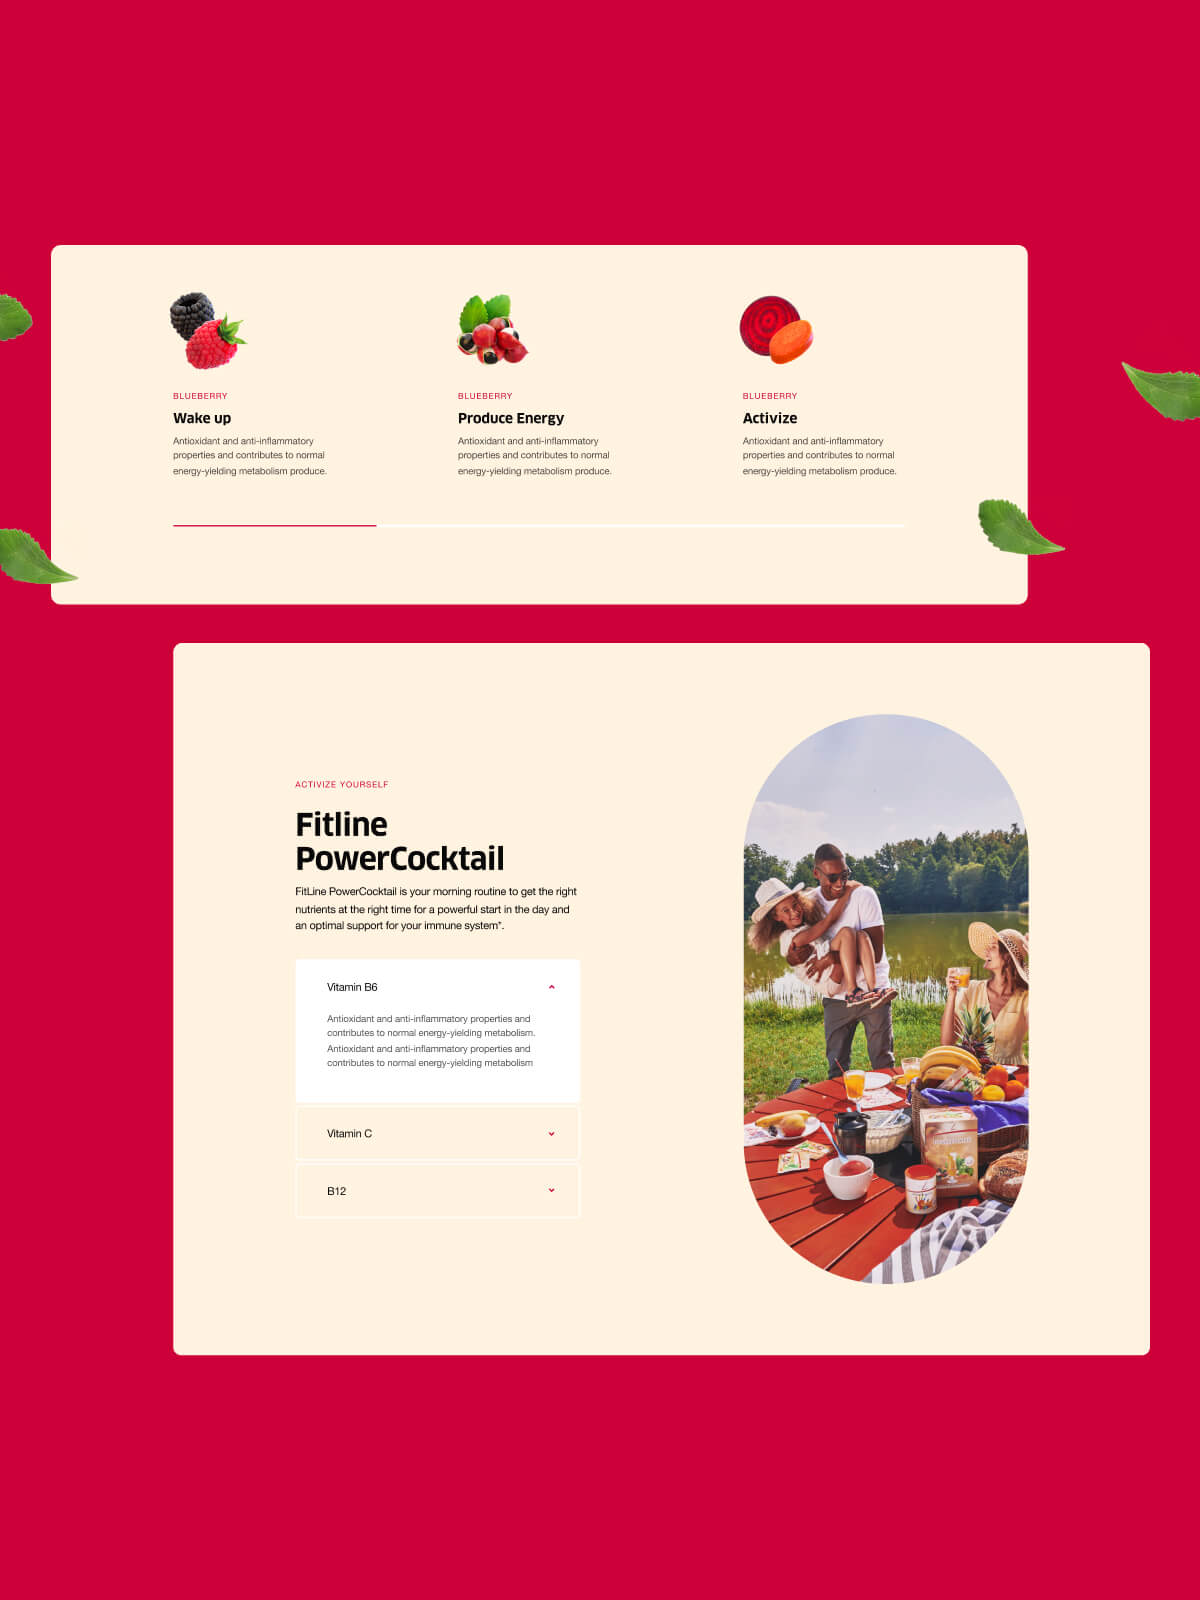 BLUEBERRY
Wake up
Antioxidant and anti-inflammatory
properties and contributes to normal
energy-yielding metabolism produce.
BLUEBERRY
Produce Energy
Antioxidant and anti-inflammatory
properties and contributes to normal
energy-yielding metabolism produce.
BLUEBERRY
Activize
Antioxidant and anti-inflammatory
properties and contributes to normal
energy-yielding metabolism produce.
ACTIVIZE YOURSELF
Fitline
PowerCocktail
FitLine PowerCocktail is your morning routine to get the right
nutrients at the right time for a powerful start in the day and
an optimal support for your immune system*.
Vitamin B6
Antioxidant and anti-inflammatory properties and
contributes to normal energy-yielding metabolism.
Antioxidant and anti-inflammatory properties and
contributes to normal energy-yielding metabolism
Vitamin C
B12